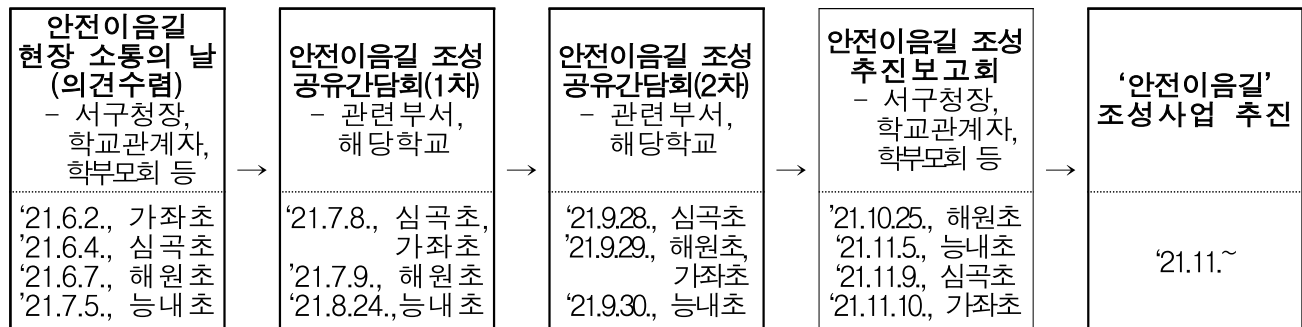 안전이음길
현장 소통의 날
(의견수렴)
- 서구청장,
학교관계자,
학부모회 등
'21.6.2., 가좌초
'21.6.4., 심곡초
'21.6.7., 해원초
'21.7.5., 능내초
→
안전이음길 조성
공유간담회(1차)
- 관련부서,
해당학교
'21.7.8., 심곡초,
가좌초
'21.7.9., 해원초
'21.8.24.,능내초
→
안전이음길 조성
공유간담회(2차)
- 관련부서,
해당학교
'21.9.28., 심곡초
'21.9.29., 해원초,
가좌초
'21.9.30., 능내초
→
안전이음길 조성
추진보고회
- 서구청장,
학교관계자,
학부모회 등
'21.10.25., 해원초
'21.11.5., 능내초
'21.11.9., 심곡초
'21.11.10., 가좌초
→
‘안전이음길’
조성사업 추진
'21.11.~